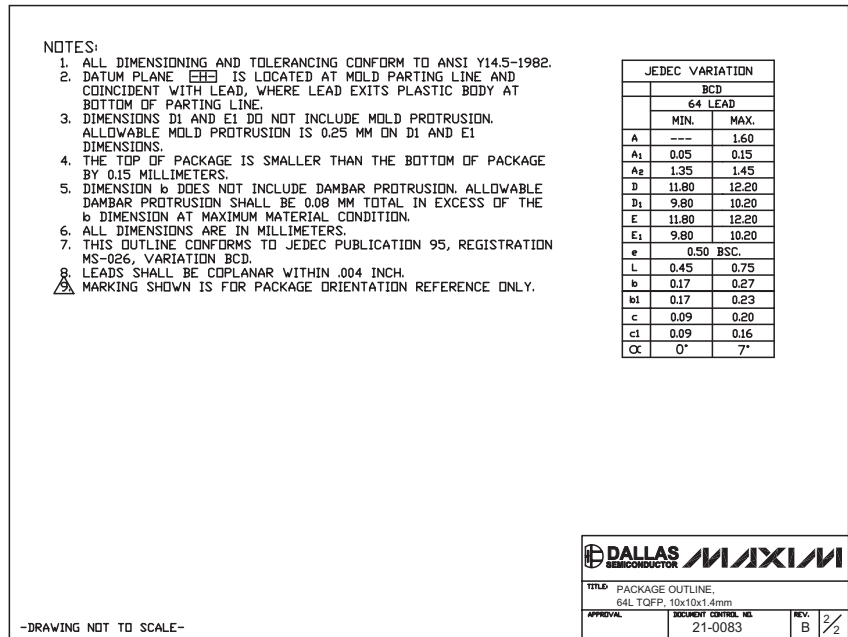 NOTES:
1. ALL DIMENSIONING AND TOLERANCING CONFORM TO ANSI Y14.5-1982.
2. DATUM PLANE -H- IS LOCATED AT MOLD PARTING LINE AND
COINCIDENT WITH LEAD, WHERE LEAD EXITS PLASTIC BODY AT
BOTTOM OF PARTING LINE.
3. DIMENSIONS D1 AND E1 DO NOT INCLUDE MOLD PROTRUSION.
ALLOWABLE MOLD PROTRUSION IS 0.25 MM ON D1 AND E1
DIMENSIONS.
4. THE TOP OF PACKAGE IS SMALLER THAN THE BOTTOM OF PACKAGE
BY 0.15 MILLIMETERS.
5. DIMENSION b DOES NOT INCLUDE DAMBAR PROTRUSION. ALLOWABLE
DAMBAR PROTRUSION SHALL BE 0.08 MM TOTAL IN EXCESS OF THE
b DIMENSION AT MAXIMUM MATERIAL CONDITION.
6. ALL DIMENSIONS ARE IN MILLIMETERS.
7. THIS OUTLINE CONFORMS TO JEDEC PUBLICATION 95, REGISTRATION
MS-026, VARIATION BCD.
8. LEADS SHALL BE COPLANAR WITHIN .004 INCH.
9. MARKING SHOWN IS FOR PACKAGE ORIENTATION REFERENCE ONLY.
JEDEC VARIATION
BCD
64 LEAD
MIN. MAX.
A --- 1.60
A1 0.05 0.15
A2 1.35 1.45
D 11.80 12.20
D1 9.80 10.20
E 11.80 12.20
E1 9.80 10.20
e 0.50 BSC.
L 0.45 0.75
b 0.17 0.27
b1 0.17 0.23
c 0.09 0.20
c1 0.09 0.16
∝ 0° 7°
-DRAWING NOT TO SCALE-
DALLAS SEMICONDUCTOR MAXIM
TITLE: PACKAGE OUTLINE,
64L TQFP, 10x10x1.4mm
APPROVAL DOCUMENT CONTROL NO. REV.
21-0083 B 2/2